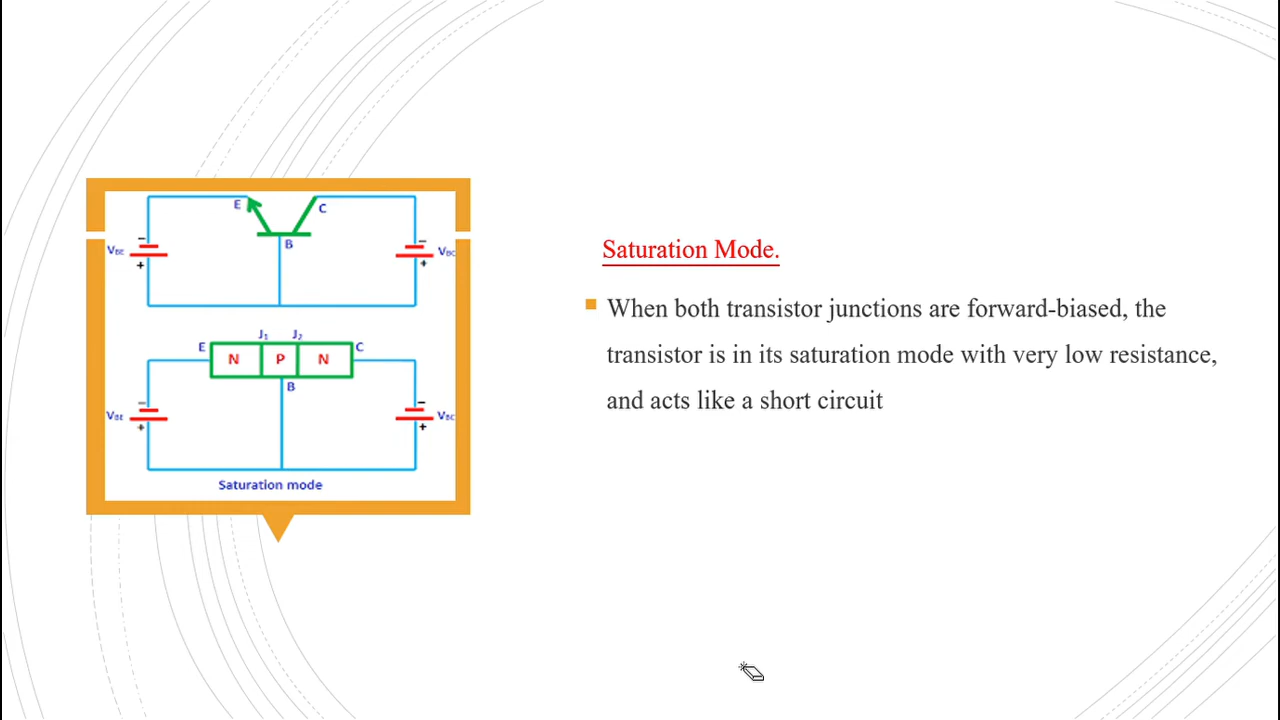 E
C
B
−
−
VBE
VBC
+
+
J1 J2
E
C
N P N
B
−
−
VBE
VBC
+
+
Saturation mode
Saturation Mode.
When both transistor junctions are forward-biased, the
transistor is in its saturation mode with very low resistance,
and acts like a short circuit